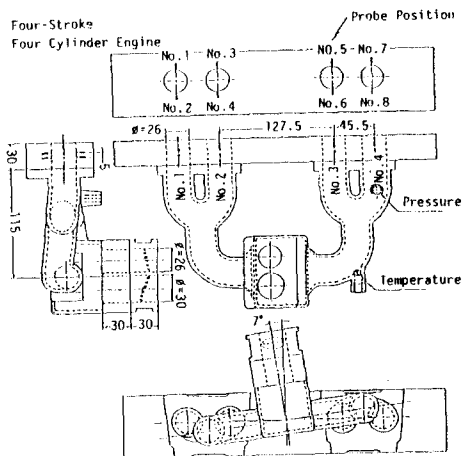 Four-Stroke
Four Cylinder Engine
Probe Position
No.1 No.3 NO.5 No.7
No.2 No.4 No.6 No.8
ø=26 127.5 45.5
30 5
No.1 No.2 No.3 No.4
Pressure
115
Temperature
ø=26
ø=30
30 30
7°